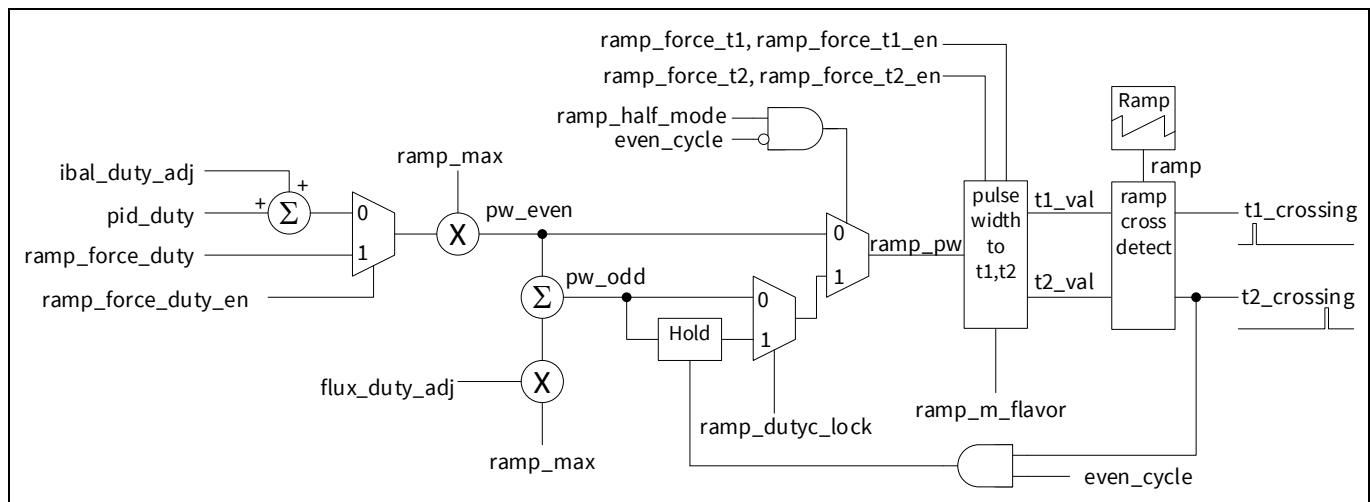 ramp_force_t1, ramp_force_t1_en
ramp_force_t2, ramp_force_t2_en
ramp_half_mode
even_cycle
Ramp
ramp
ramp_max
ibal_duty_adj
+
+
Σ
pid_duty
0
1
X
pw_even
ramp_force_duty
ramp_force_duty_en
Σ
pw_odd
0
1
Hold
0
1
ramp_pw
pulse
width
to
t1,t2
t1_val
t2_val
ramp
cross
detect
t1_crossing
t2_crossing
flux_duty_adj
X
ramp_max
ramp_dutyc_lock
ramp_m_flavor
even_cycle